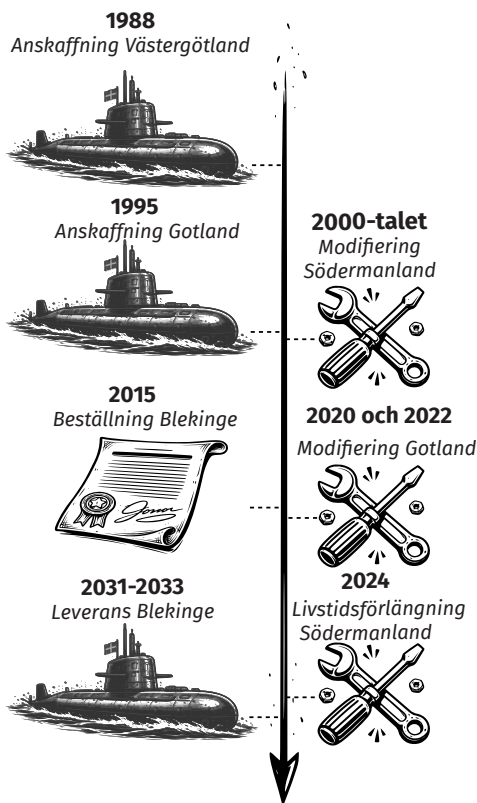 1988
Anskaffning Västergötland
1995
Anskaffning Gotland
2000-talet
Modifiering
Södermanland
2015
Beställning Blekinge
2020 och 2022
Modifiering Gotland
2031-2033
Leverans Blekinge
2024
Livstidsförlängning
Södermanland